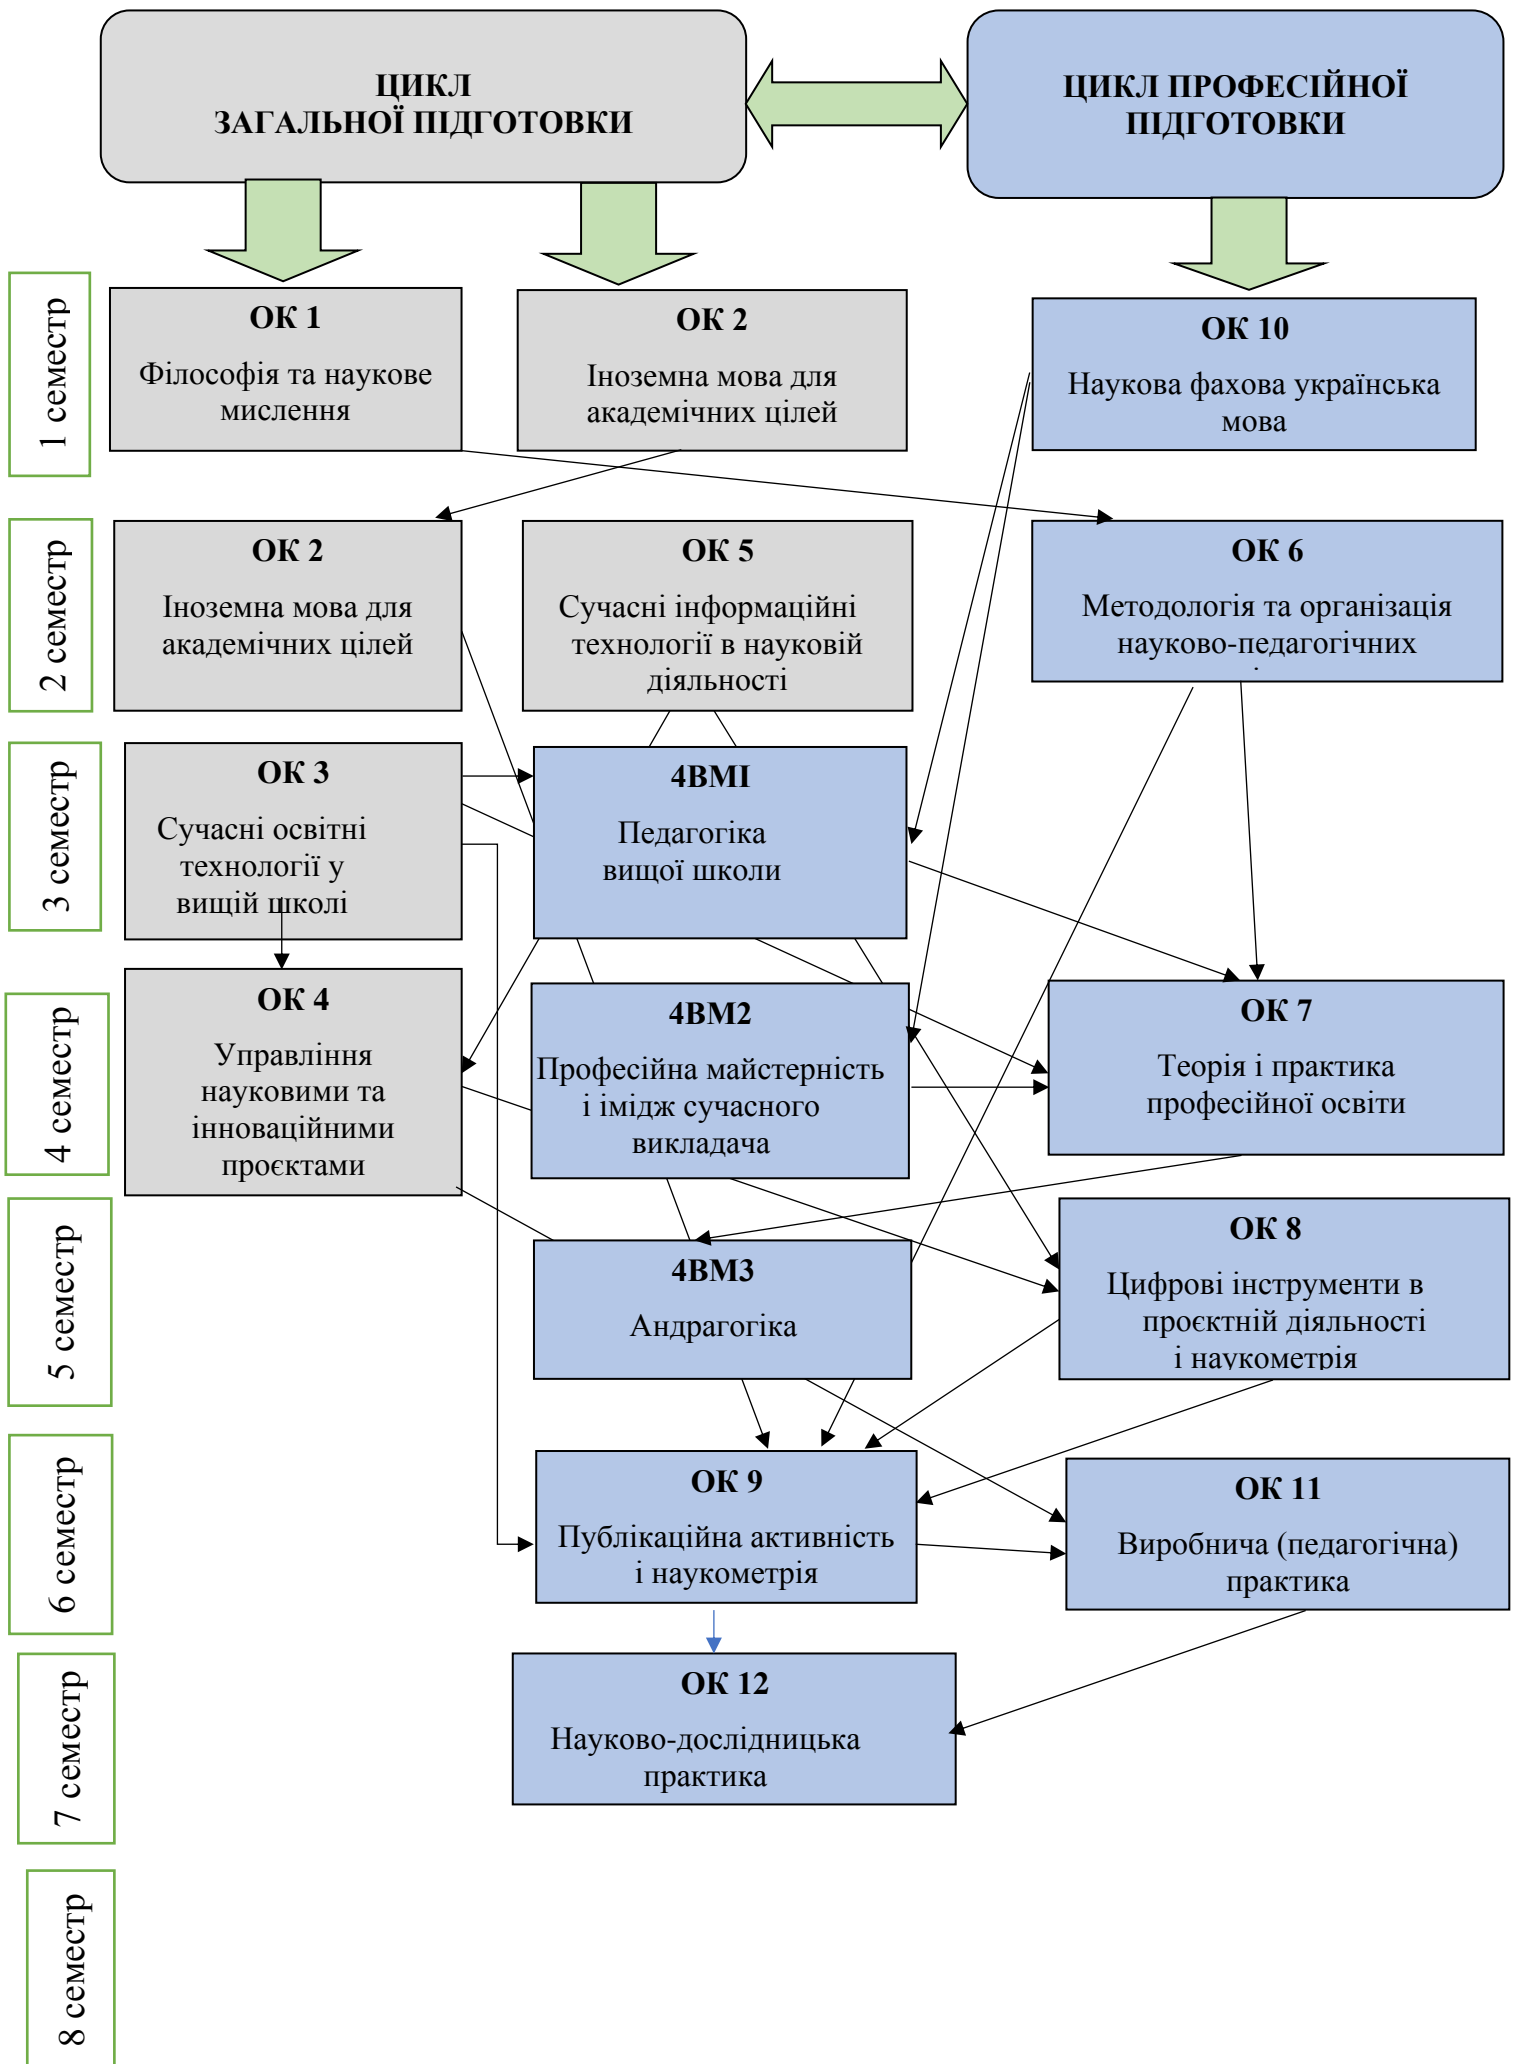 ЦИКЛ
ЗАГАЛЬНОЇ ПІДГОТОВКИ
ЦИКЛ ПРОФЕСІЙНОЇ
ПІДГОТОВКИ
1 семестр
ОК 1
Філософія та наукове
мислення
ОК 2
Іноземна мова для
академічних цілей
ОК 10
Наукова фахова українська
мова
2 семестр
ОК 2
Іноземна мова для
академічних цілей
ОК 5
Сучасні інформаційні
технології в науковій
діяльності
ОК 6
Методологія та організація
науково-педагогічних
3 семестр
ОК 3
Сучасні освітні
технології у
вищій школі
4ВМІ
Педагогіка
вищої школи
4 семестр
ОК 4
Управління
науковими та
інноваційними
проєктами
4ВМ2
Професійна майстерність
і імідж сучасного
викладача
ОК 7
Теорія і практика
професійної освіти
5 семестр
4ВМ3
Андрагогіка
ОК 8
Цифрові інструменти в
проєктній діяльності
і наукометрія
6 семестр
ОК 9
Публікаційна активність
і наукометрія
ОК 11
Виробнича (педагогічна)
практика
7 семестр
ОК 12
Науково-дослідницька
практика
8 семестр